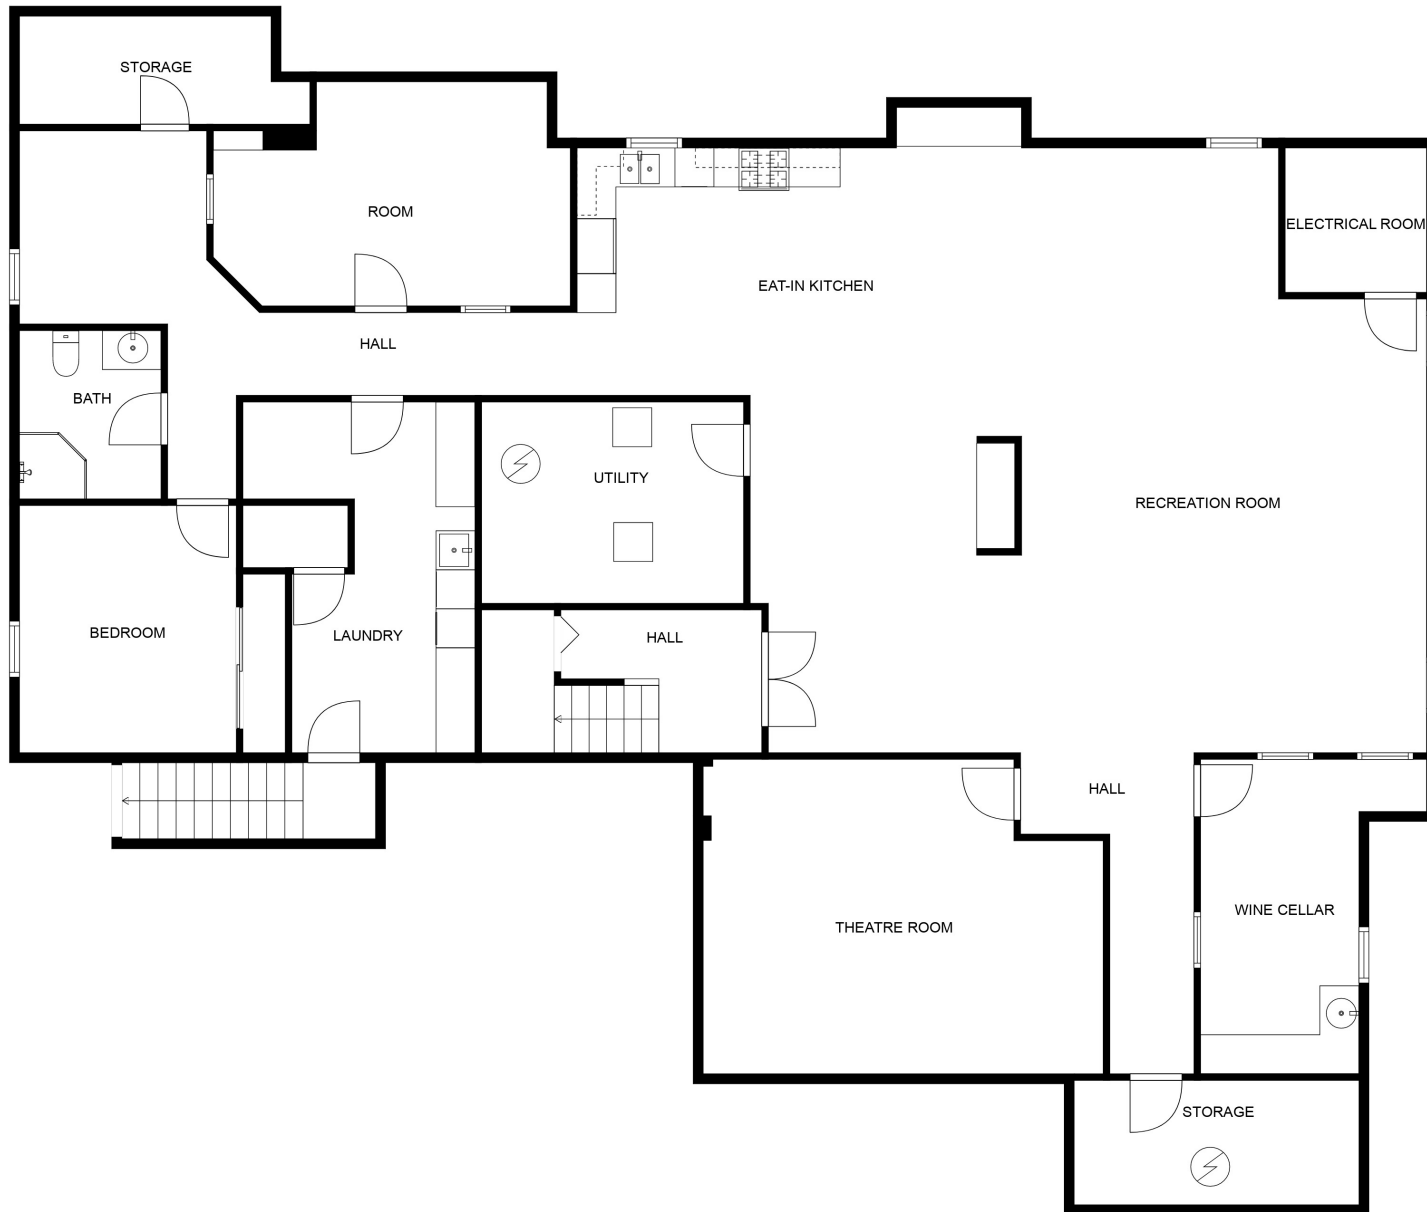 STORAGE
ROOM
ELECTRICAL ROOM
EAT-IN KITCHEN
HALL
BATH
UTILITY
RECREATION ROOM
BEDROOM
LAUNDRY
HALL
HALL
WINE CELLAR
THEATRE ROOM
STORAGE